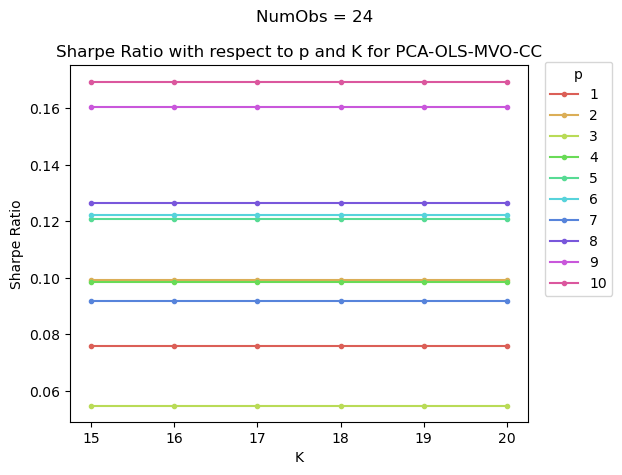 NumObs = 24
Sharpe Ratio with respect to p and K for PCA-OLS-MVO-CC
p
1
2
3
4
5
6
7
8
9
10
Sharpe Ratio
0.16
0.14
0.12
0.10
0.08
0.06
15 16 17 18 19 20
K